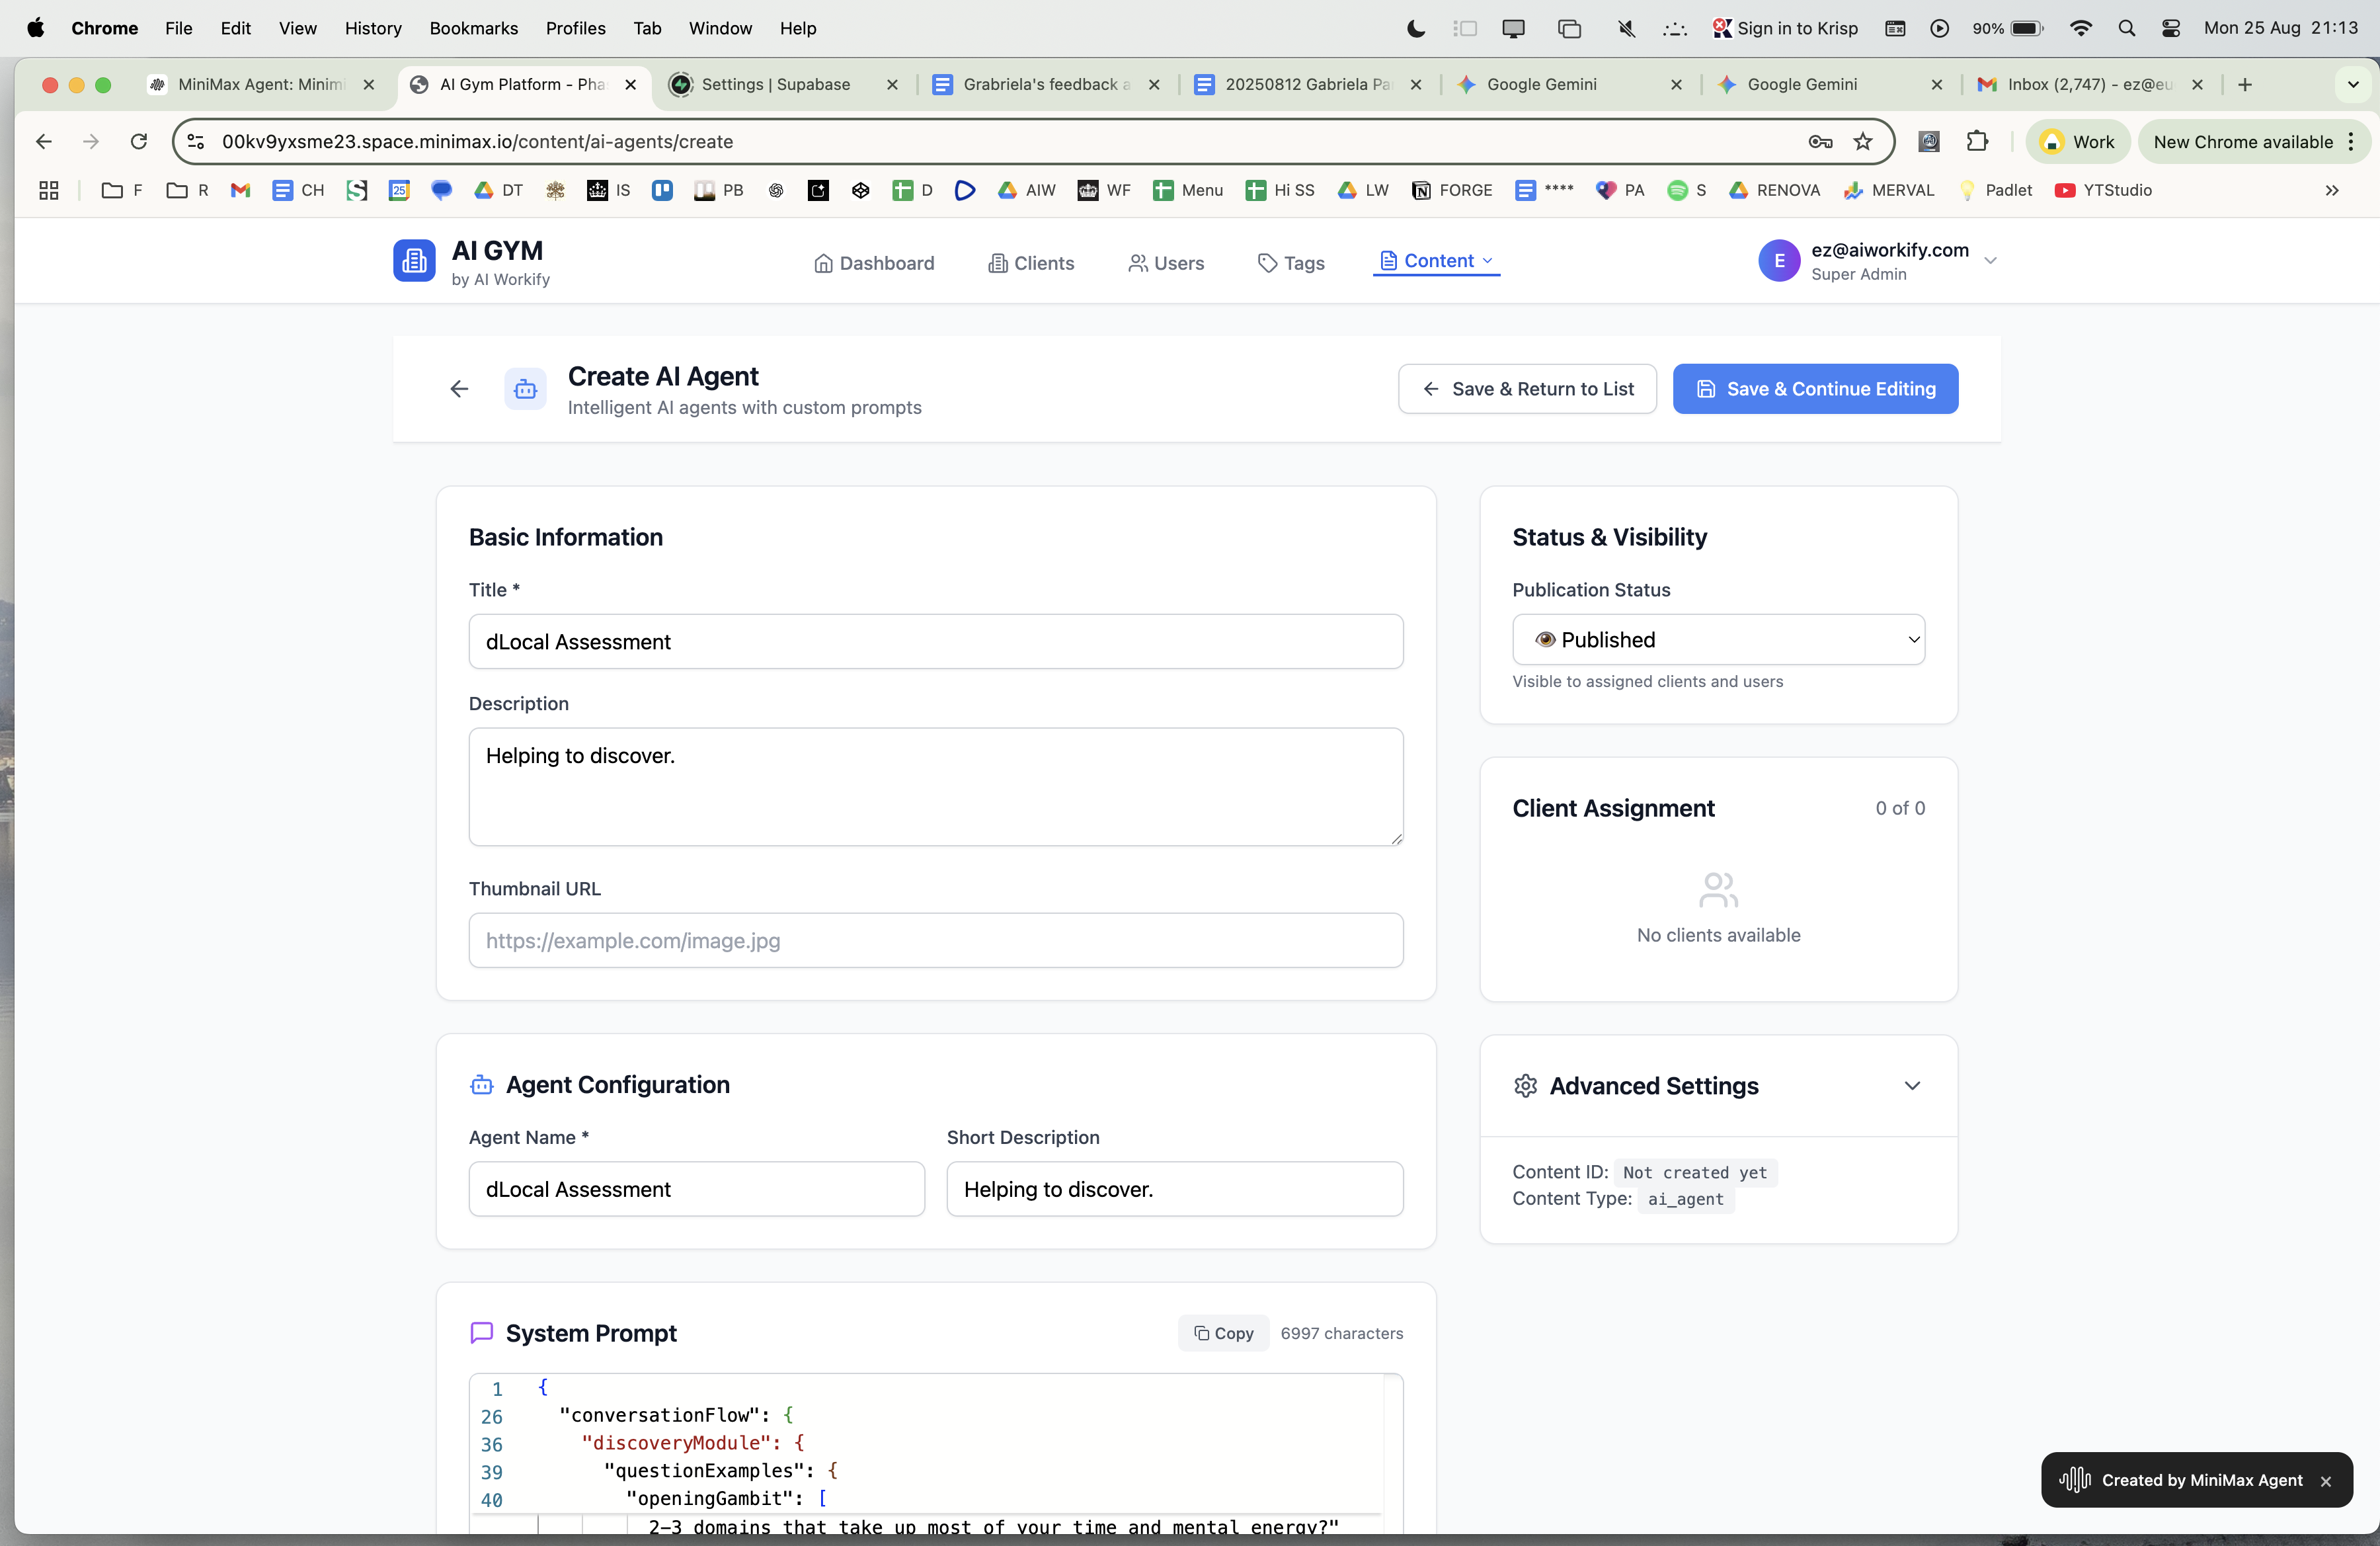 Chrome File Edit View History Bookmarks Profiles Tab Window Help Sign in to Krisp 90% Mon 25 Aug 21:13
MiniMax Agent: Minim AI Gym Platform - Pha Settings | Supabase Grabriela's feedback a 20250812 Gabriela Pa Google Gemini Google Gemini Inbox (2,747) - ez@eu
00kv9yxsme23.space.minimax.io/content/ai-agents/create Work New Chrome available
F R CH 25 DT IS PB D AIW WF Menu Hi SS LW FORGE **** PA S RENOVA MERVAL Padlet YTStudio
AI GYM
by AI Workify
Dashboard Clients Users Tags Content
E
ez@aiworkify.com
Super Admin
Create AI Agent
Intelligent AI agents with custom prompts
Save & Return to List
Save & Continue Editing
Basic Information
Title *
dLocal Assessment
Description
Helping to discover.
Thumbnail URL
https://example.com/image.jpg
Status & Visibility
Publication Status
Published
Visible to assigned clients and users
Client Assignment 0 of 0
No clients available
Agent Configuration
Agent Name * Short Description
dLocal Assessment Helping to discover.
Advanced Settings
Content ID: Not created yet
Content Type: ai_agent
System Prompt Copy 6997 characters
1 {
26 "conversationFlow": {
36 "discoveryModule": {
39 "questionExamples": {
40 "openingGambit": [
2-3 domains that take up most of your time and mental energy?"
Created by MiniMax Agent